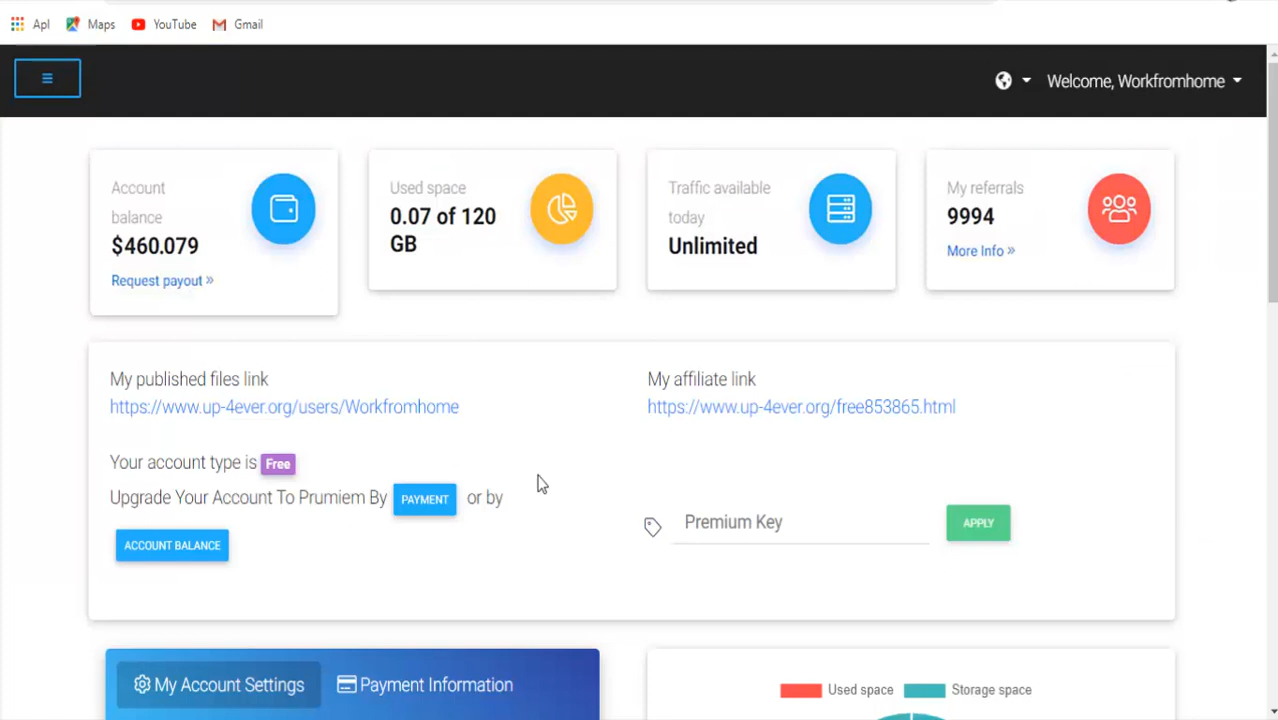 Apl Maps YouTube Gmail
Welcome, Workfromhome
Account
balance
$460.079
Request payout »
Used space
0.07 of 120
GB
Traffic available
today
Unlimited
My referrals
9994
More Info »
My published files link
https://www.up-4ever.org/users/Workfromhome
My affiliate link
https://www.up-4ever.org/free853865.html
Your account type is Free
Upgrade Your Account To Prumiem By PAYMENT or by
ACCOUNT BALANCE
Premium Key APPLY
My Account Settings Payment Information
Used space Storage space